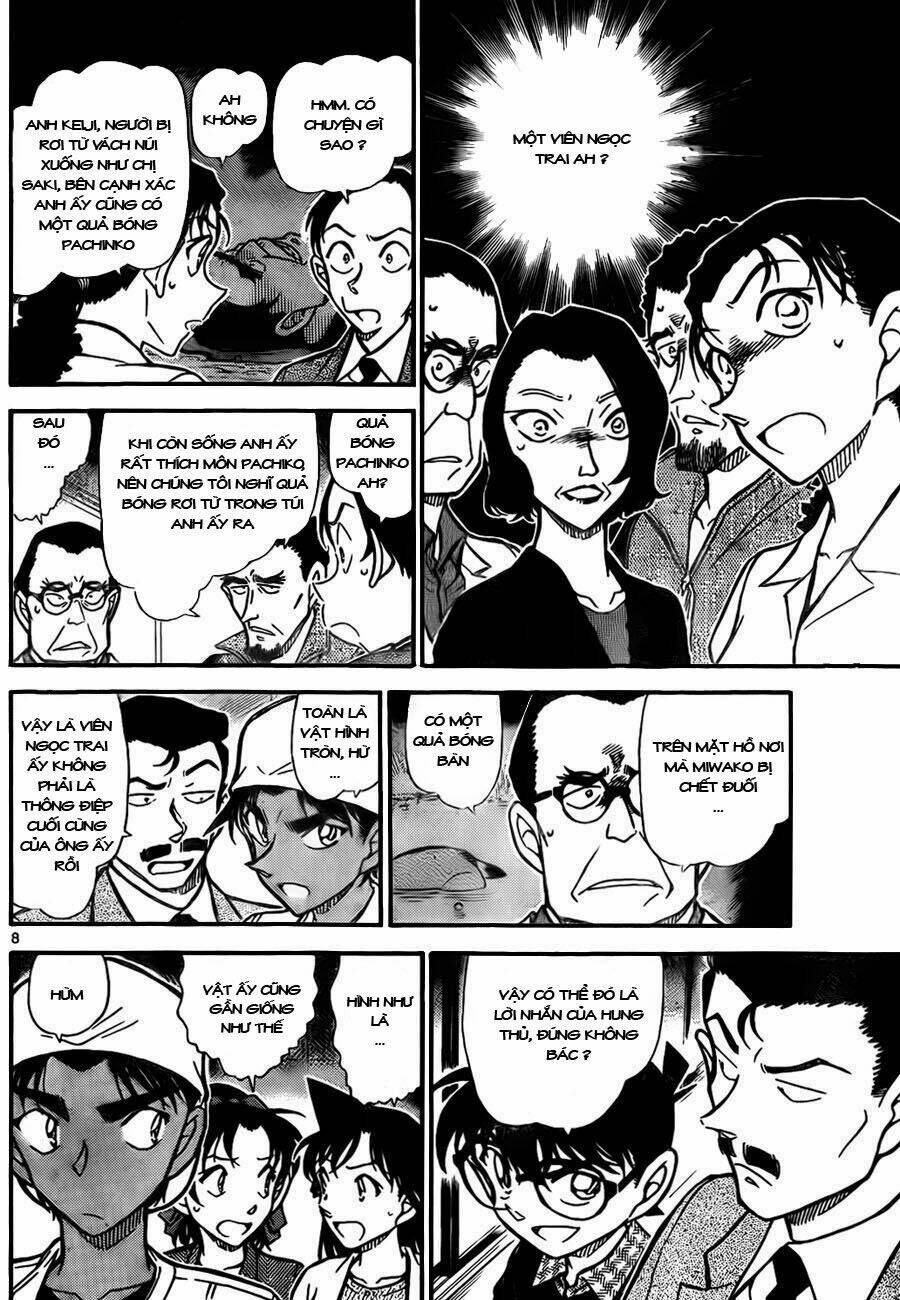 MỘT VIÊN NGỌC
TRAI AH ?
HMM. CÓ
CHUYỆN GÌ
SAO ?
AH
KHÔNG
ANH KEIJI, NGƯỜI BỊ
RƠI TỪ VÁCH NÚI
XUỐNG NHƯ CHỊ
SAKI, BÊN CẠNH XÁC
ANH ẤY CŨNG CÓ
MỘT QUẢ BÓNG
PACHINKO
QUẢ
BÓNG
PACHINKO
AH?
KHI CÒN SỐNG ANH ẤY
RẤT THÍCH MÔN PACHIKO,
NÊN CHÚNG TÔI NGHĨ QUẢ
BÓNG RƠI TỪ TRONG TÚI
ANH ẤY RA
SAU
ĐÓ
...
TRÊN MẶT HỒ NƠI
MÀ MIWAKO BỊ
CHẾT ĐUỐI
...
CÓ MỘT
QUẢ BÓNG
BÀN
TOÀN LÀ
VẬT HÌNH
TRÒN, HỬ
...
VẬY LÀ VIÊN
NGỌC TRAI
ẤY KHÔNG
PHẢI LÀ
THÔNG ĐIỆP
CUỐI CÙNG
CỦA ÔNG ẤY
RỒI
8
VẬY CÓ THỂ ĐÓ LÀ
LỜI NHẮN CỦA HUNG
THỦ, ĐÚNG KHÔNG
BÁC ?
HÌNH NHƯ
LÀ
...
VẬT ẤY CŨNG
GẦN GIỐNG
NHƯ THẾ
HỪM